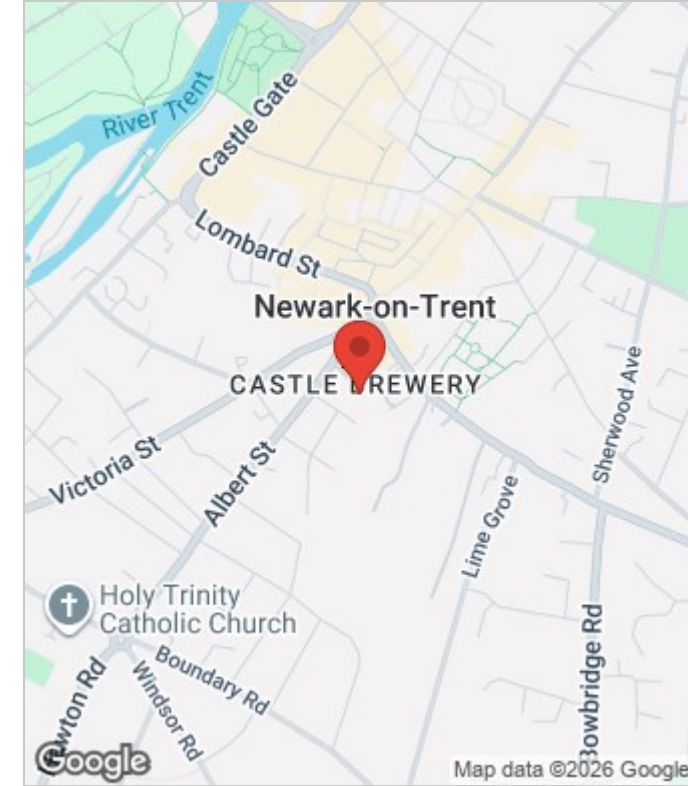 River Trent
Castle Gate
Lombard St
Newark-on-Trent
CASTLE BREWERY
Sherwood Ave
Victoria St
Albert St
Lime Grove
Holy Trinity
Catholic Church
Boundary Rd
Windsor Rd
Bowbridge Rd
Rd
Google
Map data ©2026 Google